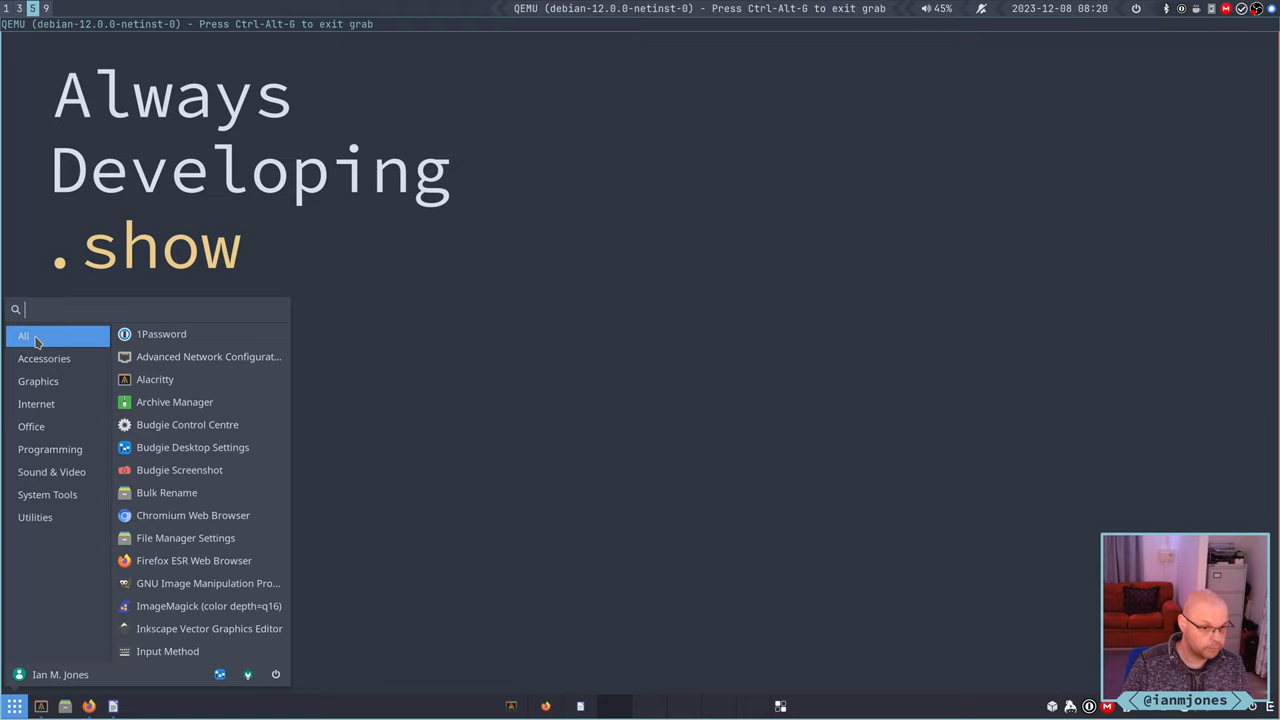 1 3 5 9
QEMU (debian-12.0.0-netinst-0) - Press Ctrl-Alt-G to exit grab
45%
2023-12-08 08:20
QEMU (debian-12.0.0-netinst-0) - Press Ctrl-Alt-G to exit grab
Always
Developing
.show
All
Accessories
Graphics
Internet
Office
Programming
Sound & Video
System Tools
Utilities
1Password
Advanced Network Configurat...
Alacritty
Archive Manager
Budgie Control Centre
Budgie Desktop Settings
Budgie Screenshot
Bulk Rename
Chromium Web Browser
File Manager Settings
Firefox ESR Web Browser
GNU Image Manipulation Pro...
ImageMagick (color depth=q16)
Inkscape Vector Graphics Editor
Input Method
Ian M. Jones
@ianmjones